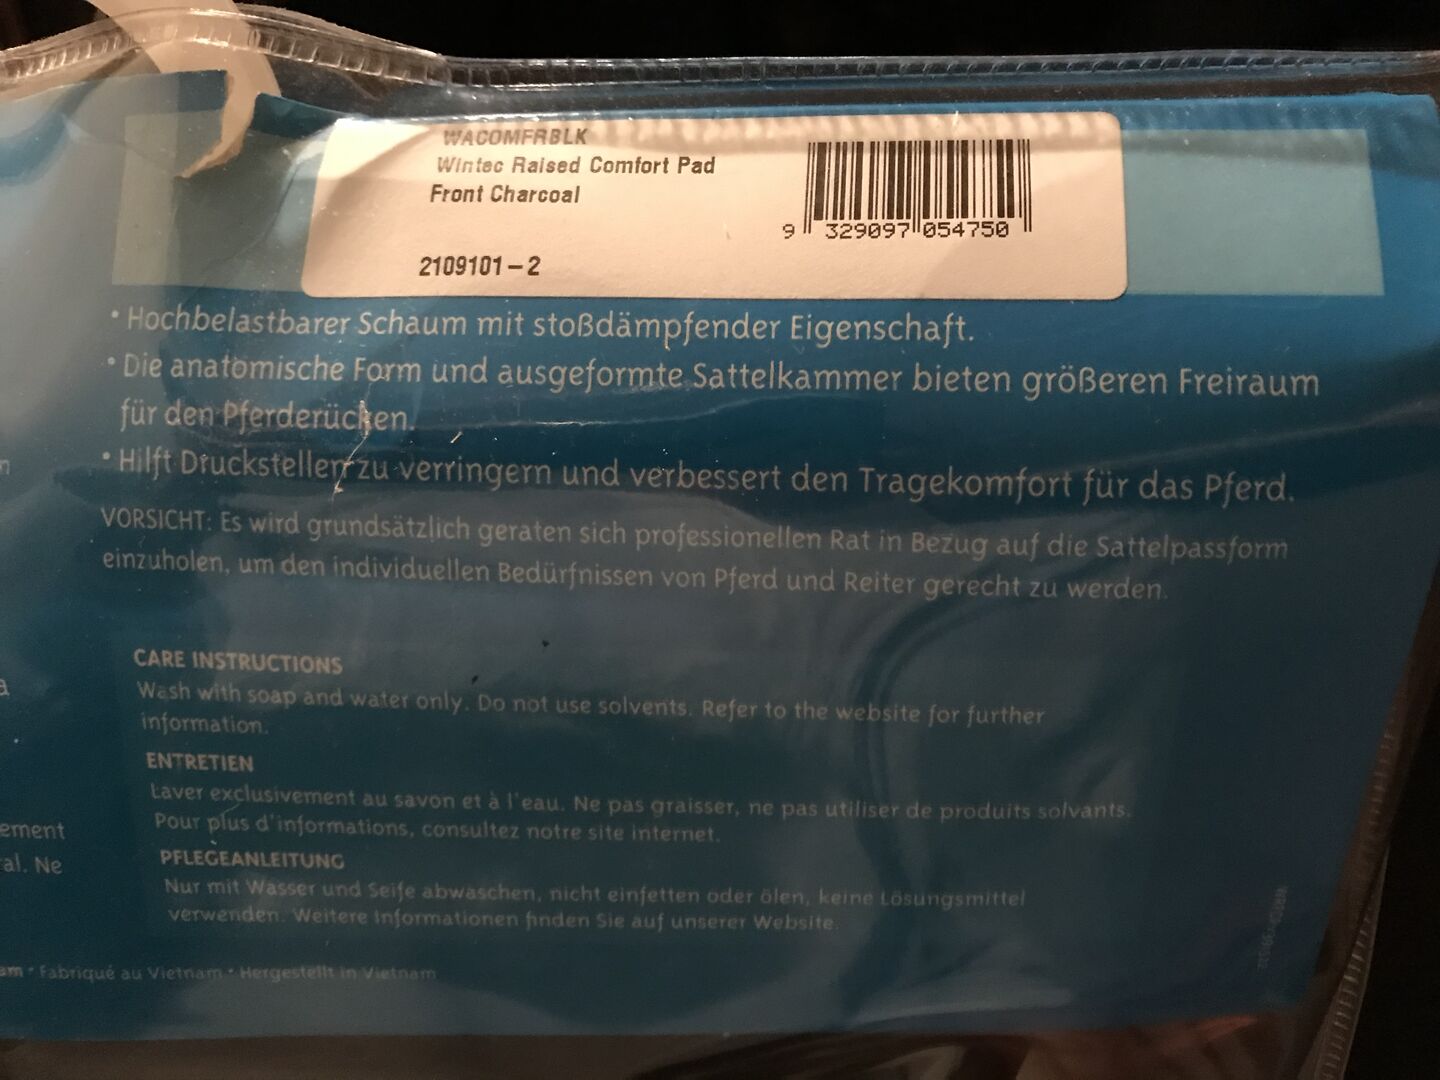 WACOMFRBLK
Wintec Raised Comfort Pad
Front Charcoal
2109101-2
9 329097 054750
• Hochbelastbarer Schaum mit stoßdämpfender Eigenschaft.
• Die anatomische Form und ausgeformte Sattelkammer bieten größeren Freiraum
für den Pferderücken.
• Hilft Druckstellen zu verringern und verbessert den Tragekomfort für das Pferd.
VORSICHT: Es wird grundsätzlich geraten sich professionellen Rat in Bezug auf die Sattelpassform
einzuholen, um den individuellen Bedürfnissen von Pferd und Reiter gerecht zu werden.
CARE INSTRUCTIONS
Wash with soap and water only. Do not use solvents. Refer to the website for further
information.
ENTRETIEN
Laver exclusivement au savon et à l'eau. Ne pas graisser, ne pas utiliser de produits solvants.
Pour plus d'informations, consultez notre site internet.
PFLEGEANLEITUNG
Nur mit Wasser und Seife abwaschen, nicht einfetten oder ölen, keine Lösungsmittel
verwenden. Weitere Informationen finden Sie auf unserer Website.
ement
al. Ne
am • Fabriqué au Vietnam • Hergestellt in Vietnam